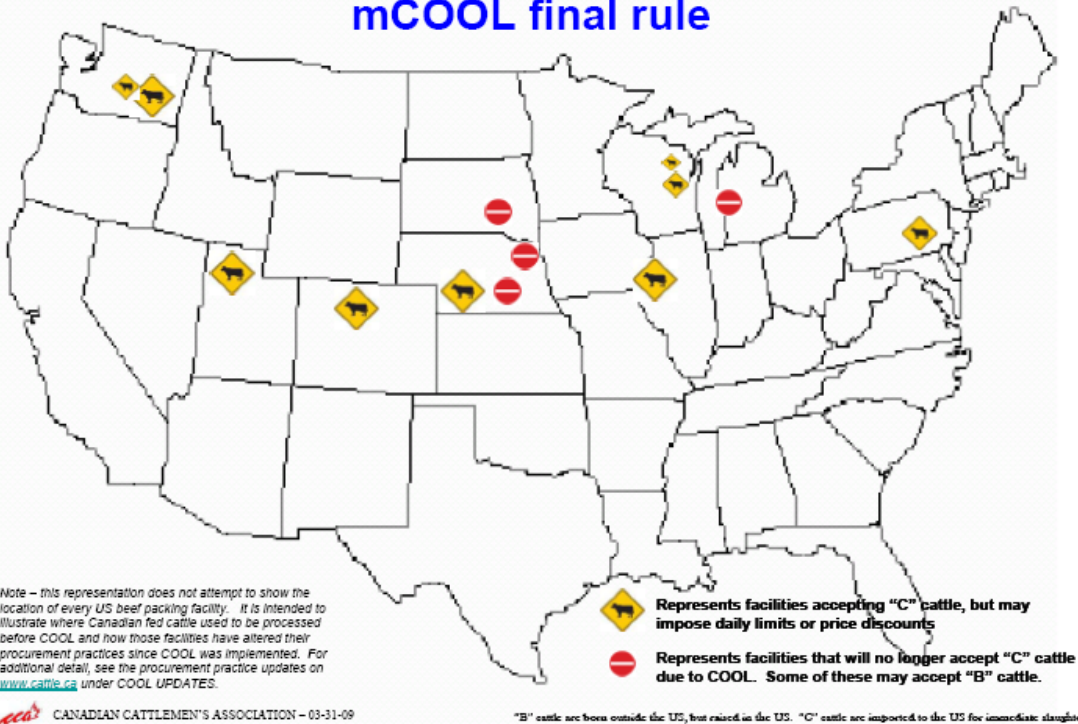 mCOOL final rule
Note – this representation does not attempt to show the
location of every US beef packing facility. It is intended to
illustrate where Canadian fed cattle used to be processed
before COOL and how those facilities have altered their
procurement practices since COOL was implemented. For
additional detail, see the procurement practice updates on
www.cattle.ca under COOL UPDATES.
Represents facilities accepting “C” cattle, but may
impose daily limits or price discounts
Represents facilities that will no longer accept “C” cattle
due to COOL. Some of these may accept “B” cattle.
cca
CANADIAN CATTLEMEN'S ASSOCIATION – 03-31-09
"B" cattle are born outside the US, but raised in the US. "C" cattle are imported to the US for immediate slaught